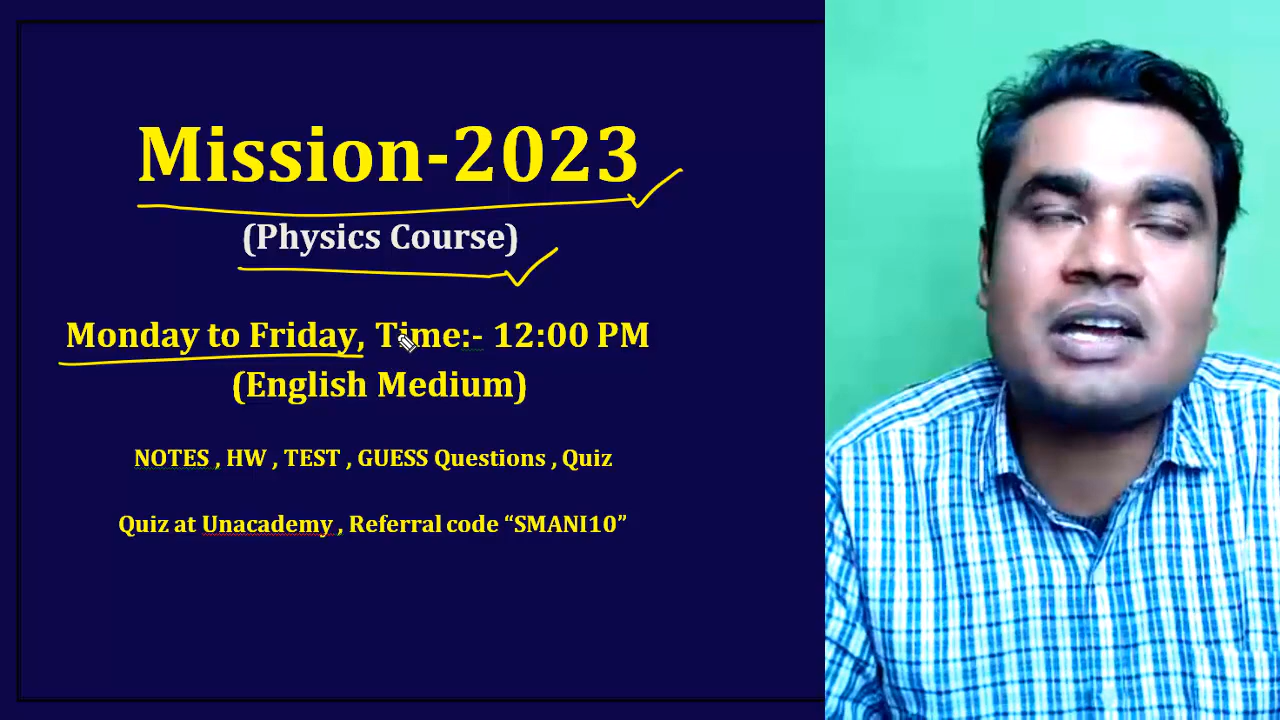 Mission-2023
(Physics Course)
Monday to Friday, Time:- 12:00 PM
(English Medium)
NOTES , HW , TEST , GUESS Questions , Quiz
Quiz at Unacademy , Referral code “SMANI10”